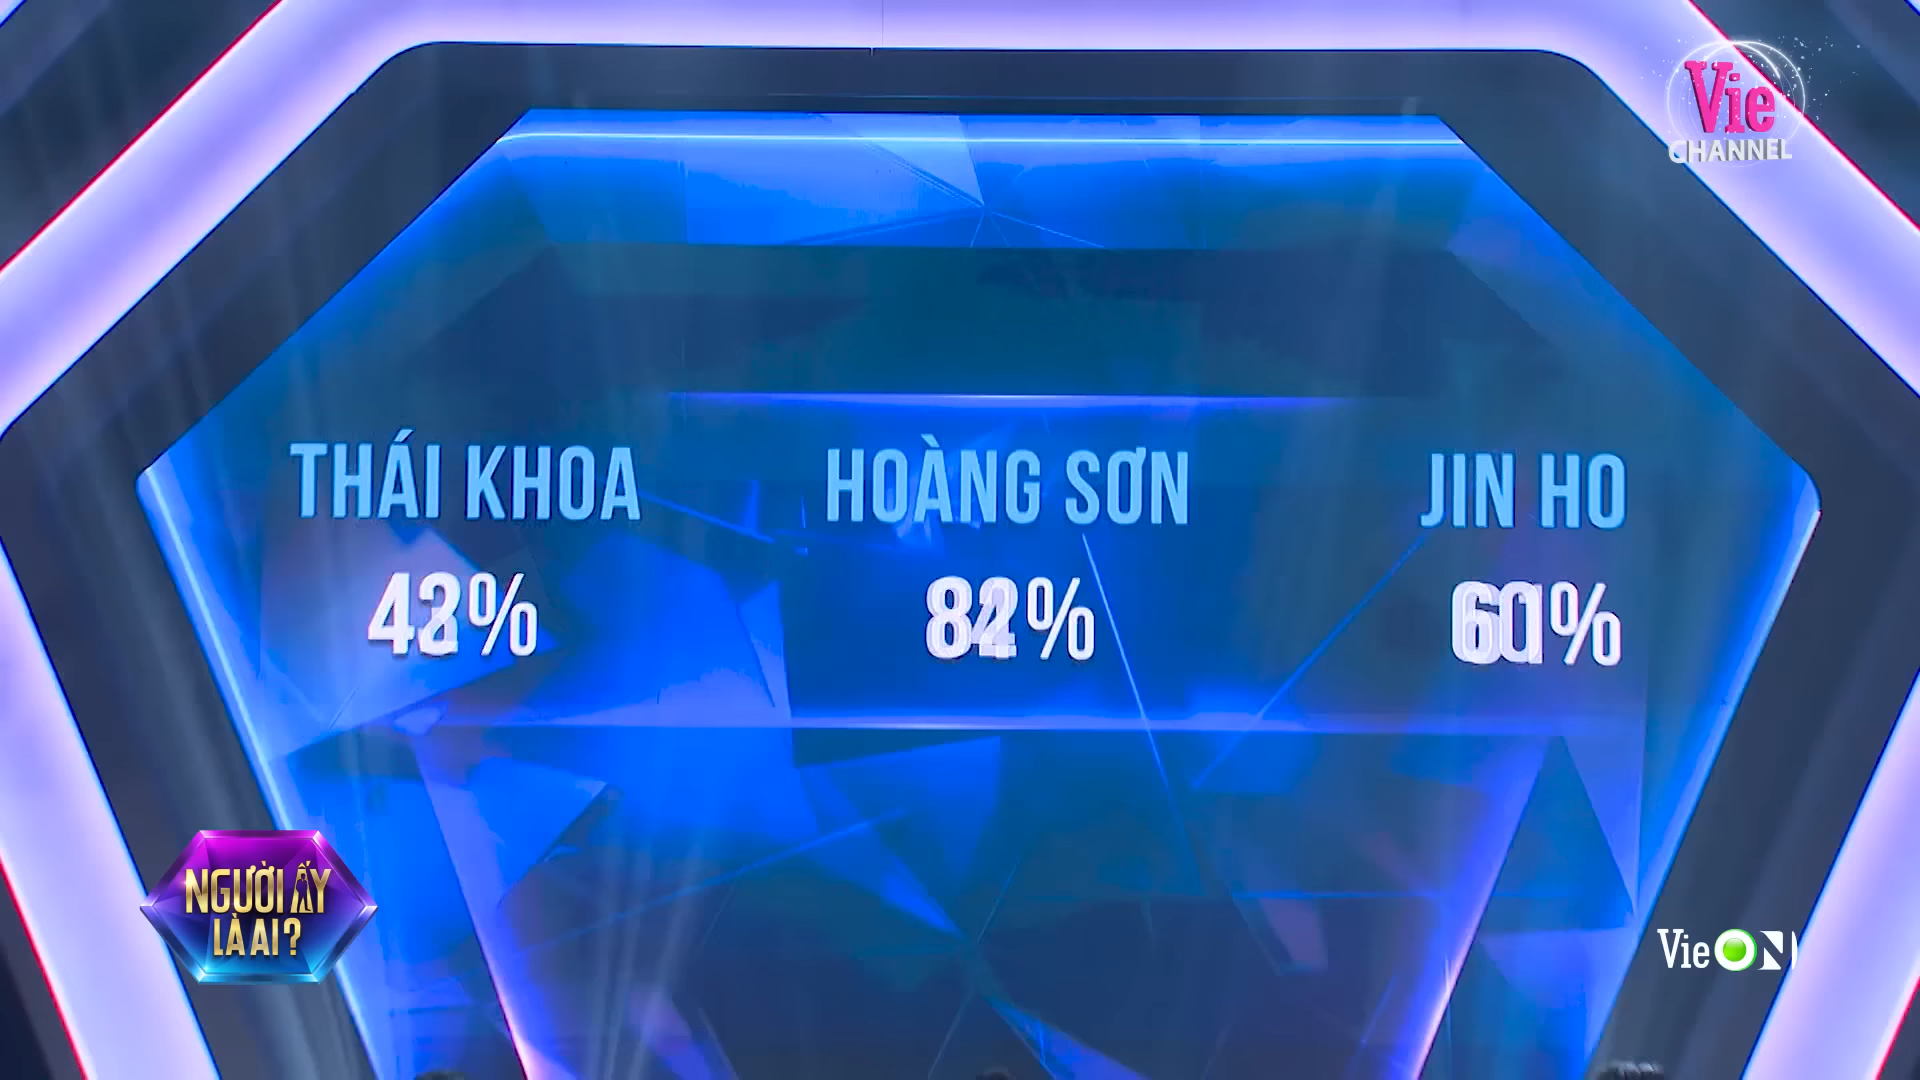 Vie
CHANNEL
THÁI KHOA HOÀNG SƠN JIN HO
NGƯỜI ẤY
LÀ AI?
VieON